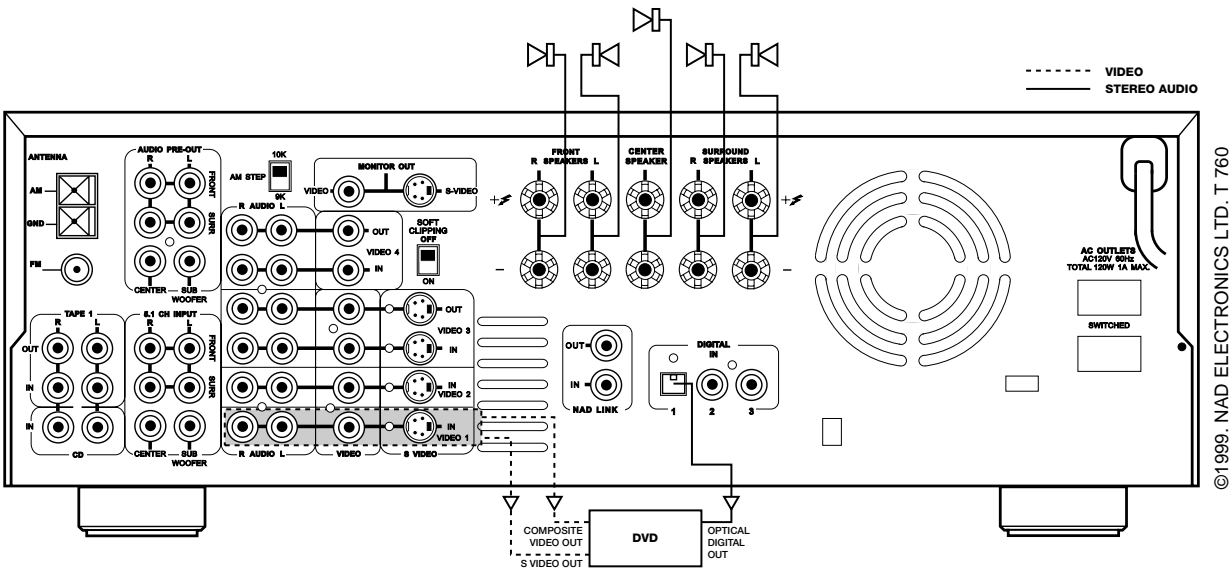 VIDEO
STEREO AUDIO
ANTENNA
AM
GND
FM
AUDIO PRE-OUT
R L
FRONT
SURR
CENTER SUB
WOOFER
10K
AM STEP
9K
MONITOR OUT
VIDEO S-VIDEO
R AUDIO L
OUT
VIDEO 4
IN
SOFT
CLIPPING
OFF
ON
OUT
VIDEO 3
IN
IN
VIDEO 2
IN
VIDEO 1
R AUDIO L VIDEO S VIDEO
TAPE 1
R L
OUT
IN
IN
CD
5.1 CH INPUT
R L
FRONT
SURR
CENTER SUB
WOOFER
FRONT
R SPEAKERS L
CENTER
SPEAKER
SURROUND
R SPEAKERS L
+ +
– –
OUT
IN
NAD LINK
DIGITAL
IN
1 2 3
AC OUTLETS
AC120V 60Hz
TOTAL 120W 1A MAX.
SWITCHED
COMPOSITE
VIDEO OUT
S VIDEO OUT
DVD
OPTICAL
DIGITAL
OUT
©1999. NAD ELECTRONICS LTD. T 760